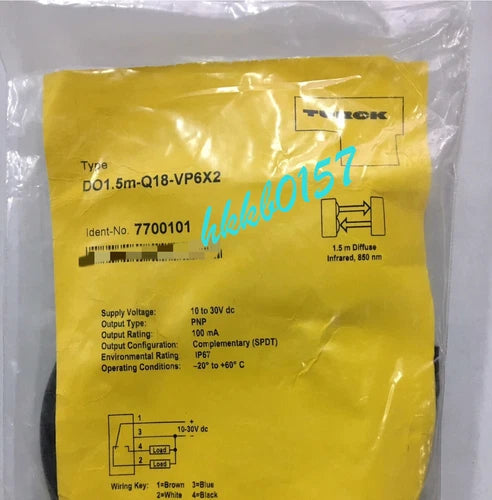 TURCK
Type
DO1.5m-Q18-VP6X2
Ident-No. 7700101
hkkb0157
1.5 m Diffuse
Infrared, 850 nm
Supply Voltage: 10 to 30V dc
Output Type: PNP
Output Rating: 100 mA
Output Configuration: Complementary (SPDT)
Environmental Rating IP67
Operating Conditions: -20° to +60° C
1
+
3
10-30V dc
-
4 Load
2 Load
Wiring Key: 1=Brown 3=Blue
2=White 4=Black